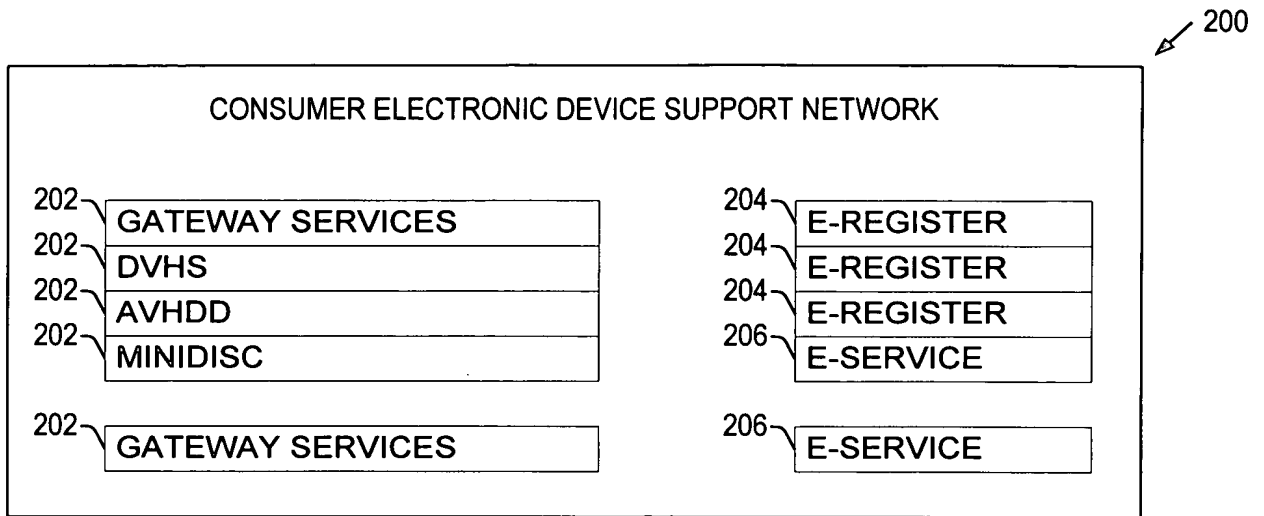 200
CONSUMER ELECTRONIC DEVICE SUPPORT NETWORK
202 GATEWAY SERVICES 204 E-REGISTER
202 DVHS 204 E-REGISTER
202 AVHDD 204 E-REGISTER
202 MINIDISC 206 E-SERVICE
202 GATEWAY SERVICES 206 E-SERVICE